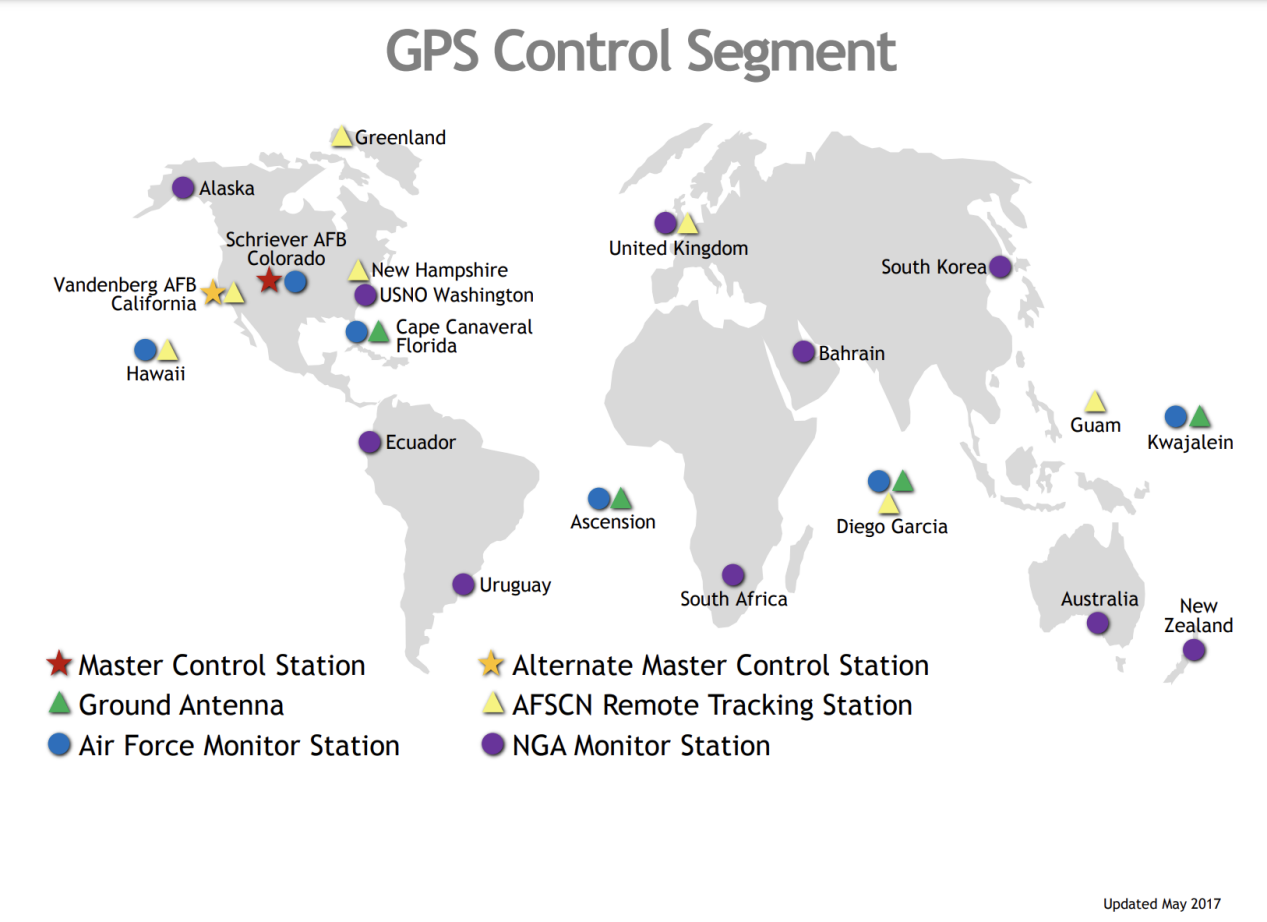 GPS Control Segment
Greenland
Alaska
Schriever AFB
Colorado
Vandenberg AFB
California
New Hampshire
USNO Washington
Cape Canaveral
Florida
Hawaii
United Kingdom
South Korea
Bahrain
Guam
Kwajalein
Ecuador
Ascension
Diego Garcia
Uruguay
South Africa
Australia
New
Zealand
Master Control Station
Alternate Master Control Station
Ground Antenna
AFSCN Remote Tracking Station
Air Force Monitor Station
NGA Monitor Station
Updated May 2017